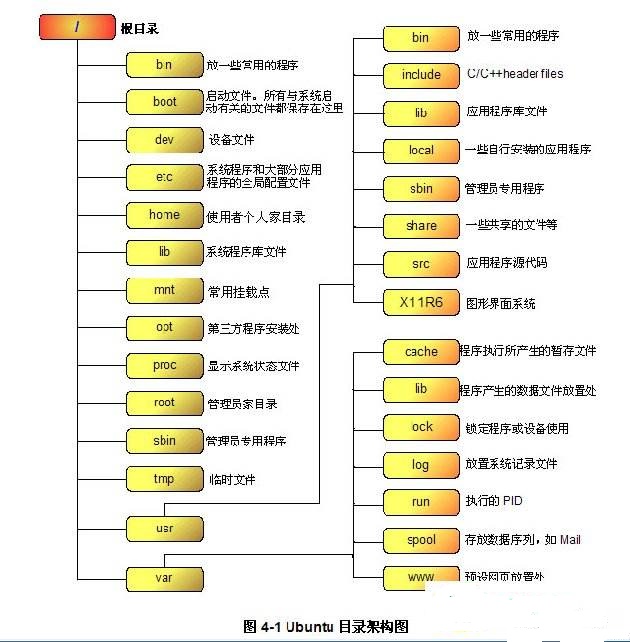 / 根目录
bin 放一些常用的程序
boot 启动文件。所有与系统启
动有关的文件都保存在这里
dev 设备文件
etc 系统程序和大部分应用
程序的全局配置文件
home 使用者个人家目录
lib 系统程序库文件
mnt 常用挂载点
opt 第三方程序安装处
proc 显示系统状态文件
root 管理员家目录
sbin 管理员专用程序
tmp 临时文件
usr
var
bin 放一些常用的程序
include C/C++header files
lib 应用程序库文件
local 一些自行安装的应用程序
sbin 管理员专用程序
share 一些共享的文件等
src 应用程序源代码
X11R6 图形界面系统
cache 程序执行所产生的暂存文件
lib 程序产生的数据文件放置处
lock 锁定程序或设备使用
log 放置系统记录文件
run 执行的 PID
spool 存放数据序列，如 Mail
www 预设网页放置处
图 4-1 Ubuntu 目录架构图